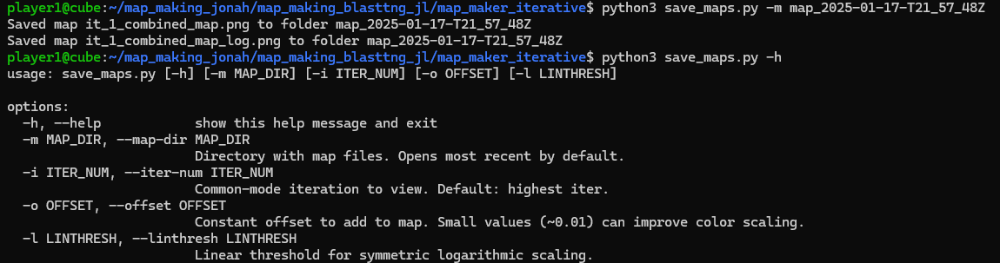 player1@cube:~/map_making_jonah/map_making_blasttng_jl/map_maker_iterative$ python3 save_maps.py -m map_2025-01-17-T21_57_48Z
Saved map it_1_combined_map.png to folder map_2025-01-17-T21_57_48Z
Saved map it_1_combined_map_log.png to folder map_2025-01-17-T21_57_48Z
player1@cube:~/map_making_jonah/map_making_blasttng_jl/map_maker_iterative$ python3 save_maps.py -h
usage: save_maps.py [-h] [-m MAP_DIR] [-i ITER_NUM] [-o OFFSET] [-l LINTHRESH]

options:
  -h, --help            show this help message and exit
  -m MAP_DIR, --map-dir MAP_DIR
                        Directory with map files. Opens most recent by default.
  -i ITER_NUM, --iter-num ITER_NUM
                        Common-mode iteration to view. Default: highest iter.
  -o OFFSET, --offset OFFSET
                        Constant offset to add to map. Small values (~0.01) can improve color scaling.
  -l LINTHRESH, --linthresh LINTHRESH
                        Linear threshold for symmetric logarithmic scaling.